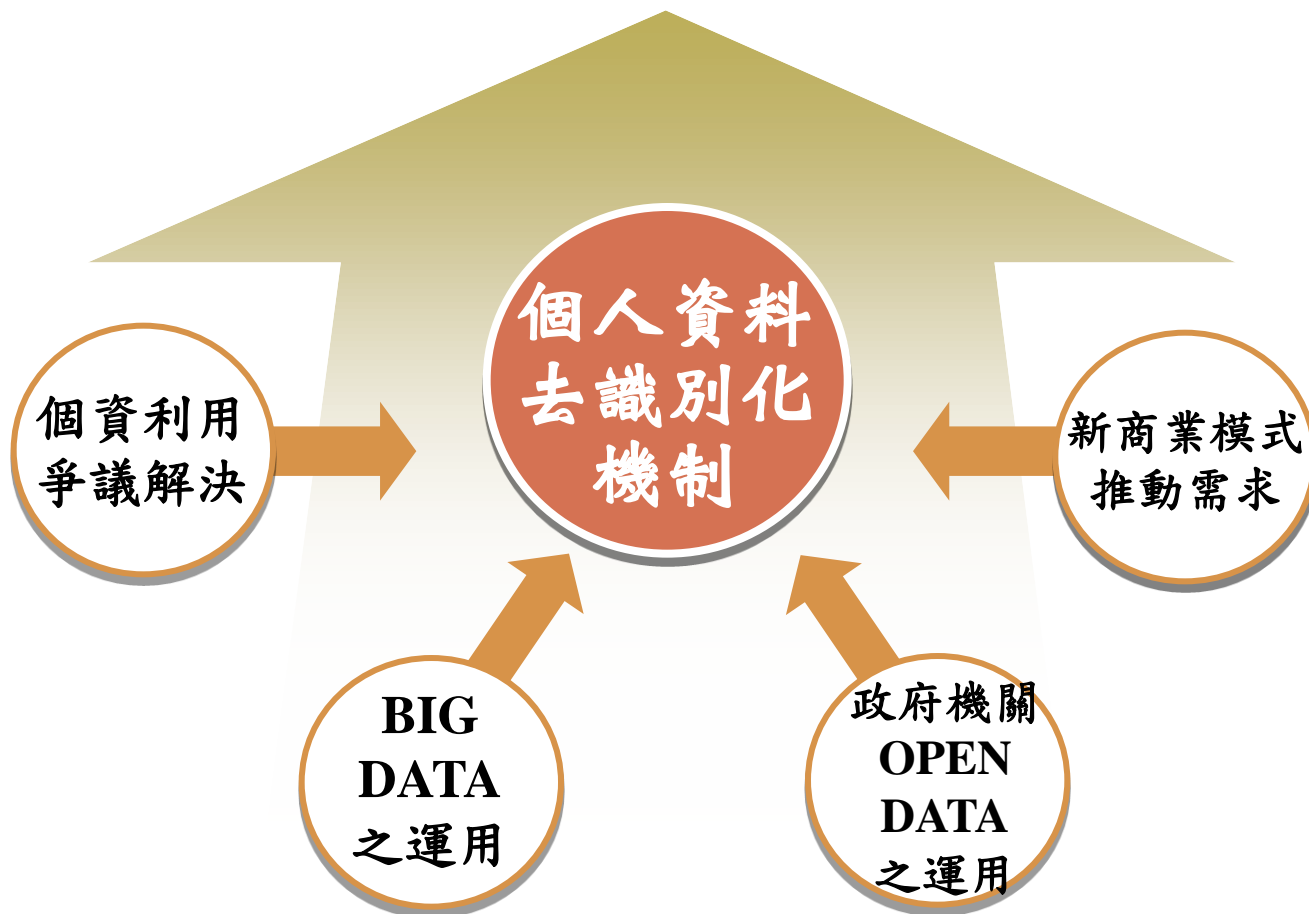 個人資料
去識別化
機制
個資利用
爭議解決
新商業模式
推動需求
BIG
DATA
之運用
政府機關
OPEN
DATA
之運用